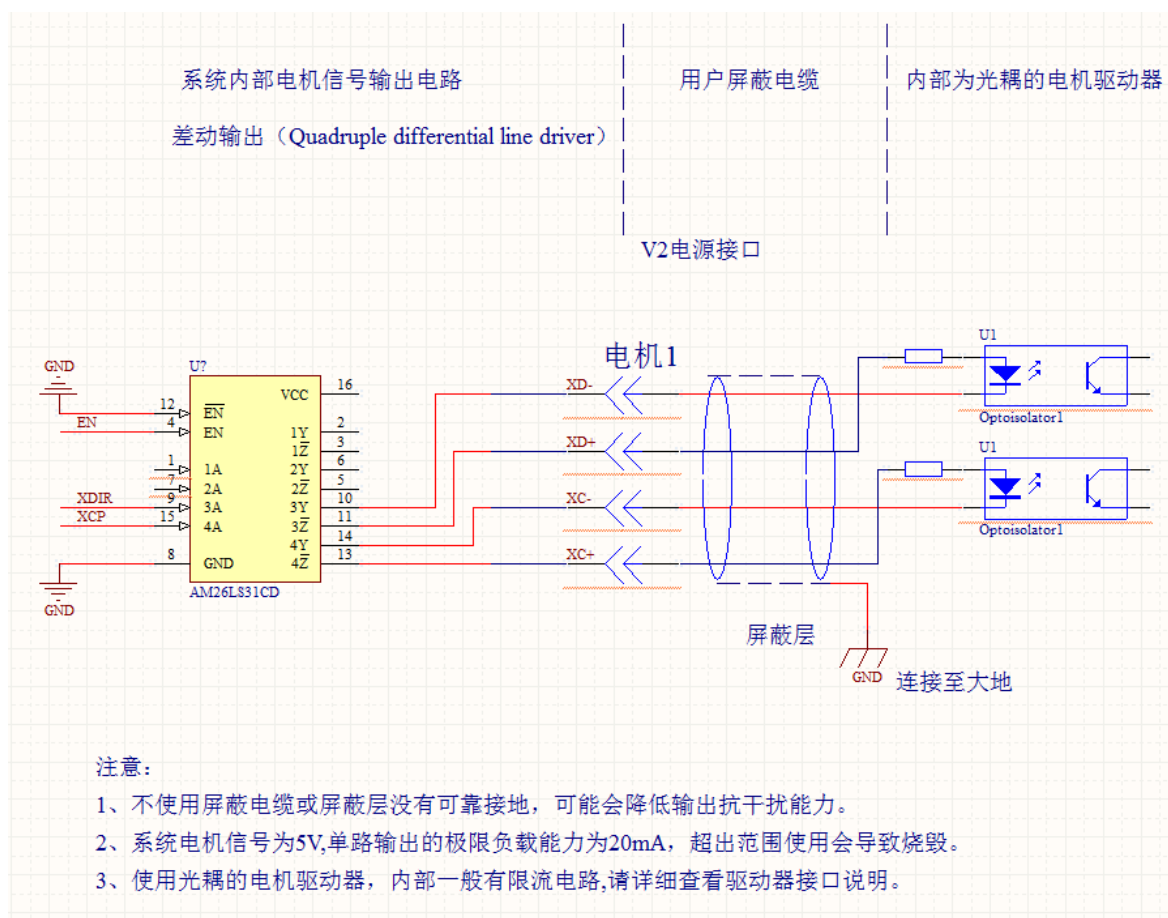 系统内部电机信号输出电路
用户屏蔽电缆
内部为光耦的电机驱动器
差动输出（Quadruple differential line driver）
V2电源接口
电机1
GND
U?
VCC
16
12
EN
EN
4
EN
1Y
2
1Z
3
1
1A
2Y
6
7
2A
2Z
5
XDIR
9
3A
3Y
10
XCP
15
4A
3Z
11
4Y
14
8
GND
4Z
13
GND
AM26LS31CD
XD-
XD+
XC-
XC+
U1
Optoisolator1
U1
Optoisolator1
屏蔽层
GND
连接至大地
注意：
1、不使用屏蔽电缆或屏蔽层没有可靠接地，可能会降低输出抗干扰能力。
2、系统电机信号为5V,单路输出的极限负载能力为20mA，超出范围使用会导致烧毁。
3、使用光耦的电机驱动器，内部一般有限流电路,请详细查看驱动器接口说明。